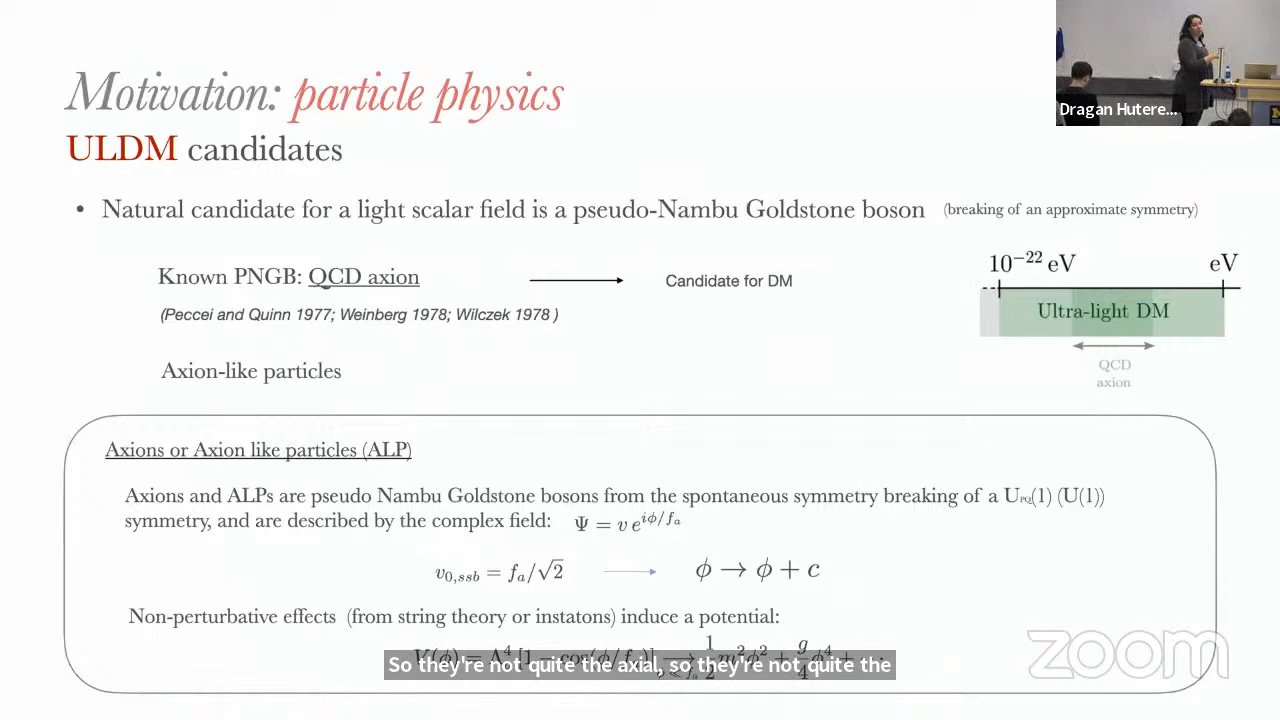 Motivation: particle physics
ULDM candidates
Dragan Hutere...
• Natural candidate for a light scalar field is a pseudo-Nambu Goldstone boson (breaking of an approximate symmetry)
Known PNGB: QCD axion
Candidate for DM
(Peccei and Quinn 1977; Weinberg 1978; Wilczek 1978 )
Axion-like particles
10⁻²² eV eV
Ultra-light DM
QCD
axion
Axions or Axion like particles (ALP)
Axions and ALPs are pseudo Nambu Goldstone bosons from the spontaneous symmetry breaking of a U_PQ(1) (U(1))
symmetry, and are described by the complex field: Ψ = v e^{iϕ/f_a}
v_{0,ssb} = f_a/√2 → ϕ → ϕ + c
Non-perturbative effects (from string theory or instatons) induce a potential:
So they're not quite the axial, so they're not quite the
zoom